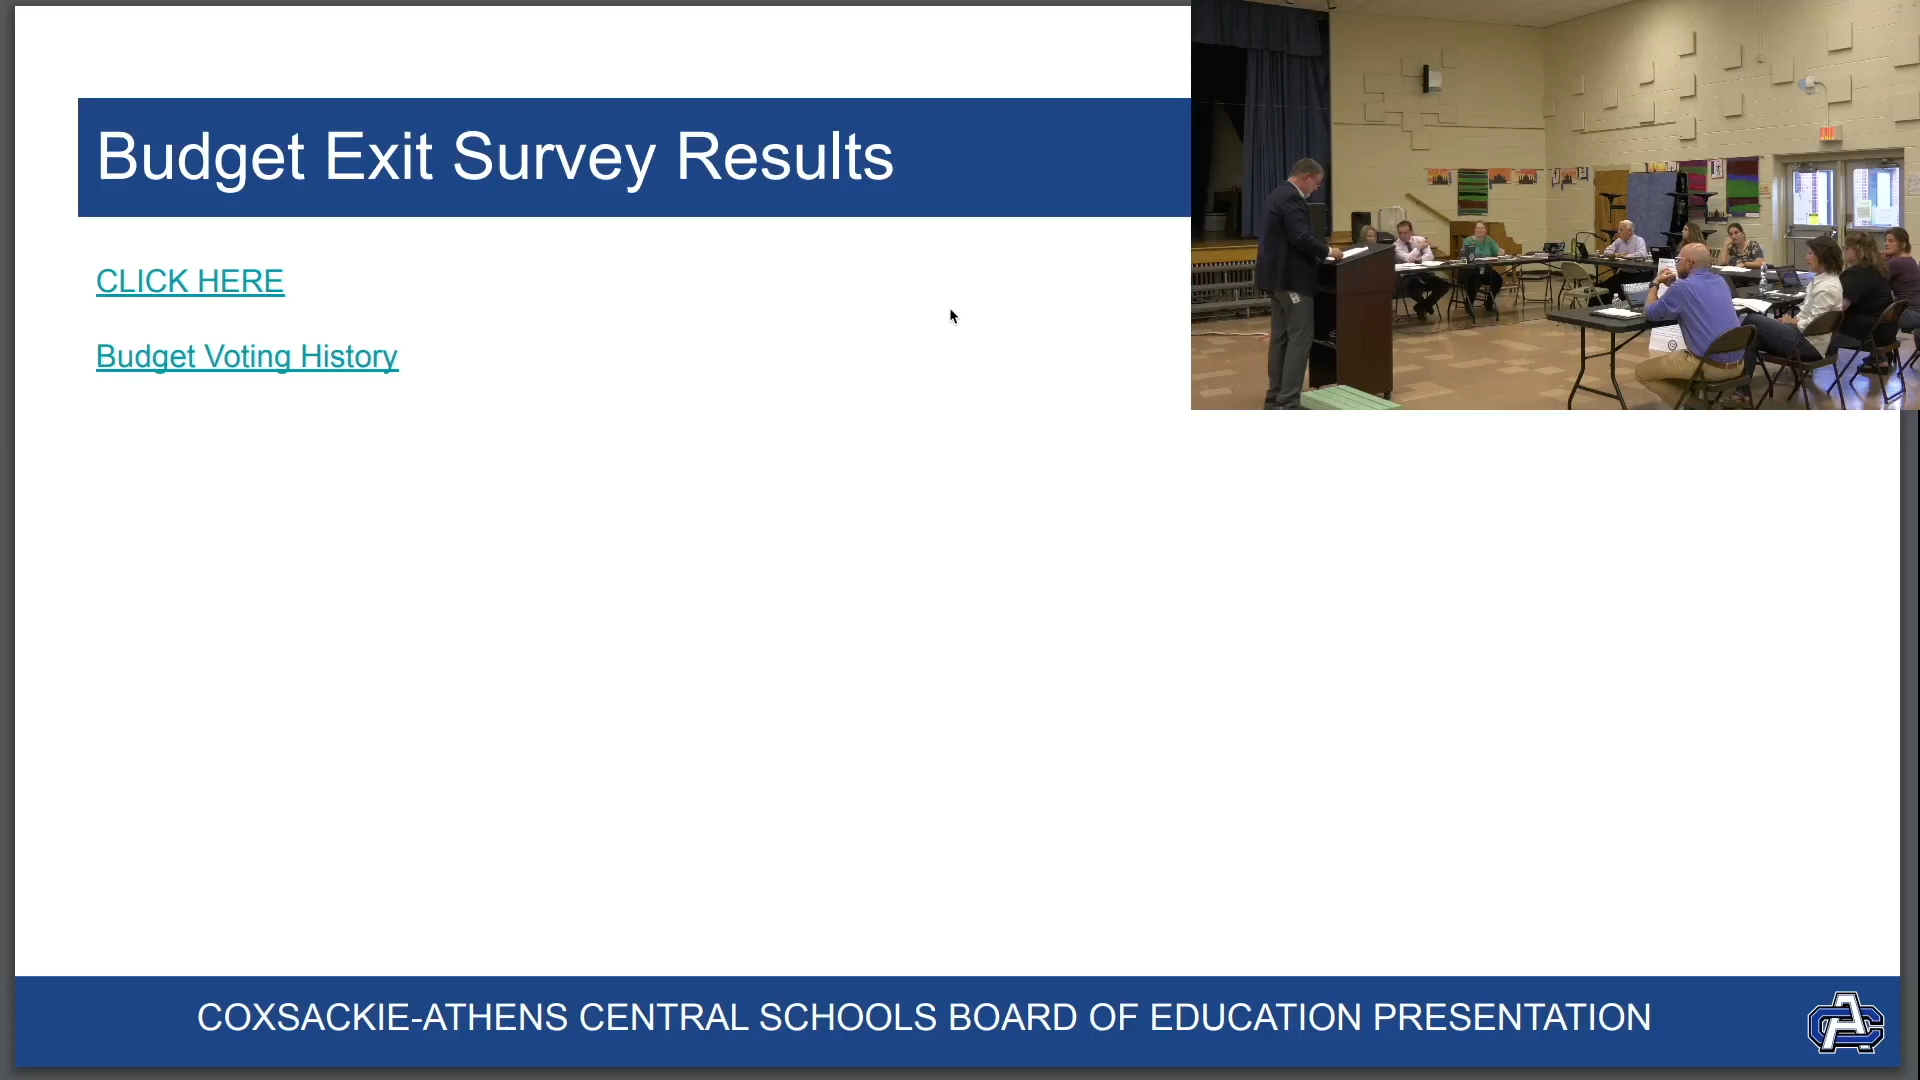 Budget Exit Survey Results
CLICK HERE
Budget Voting History
COXSACKIE-ATHENS CENTRAL SCHOOLS BOARD OF EDUCATION PRESENTATION